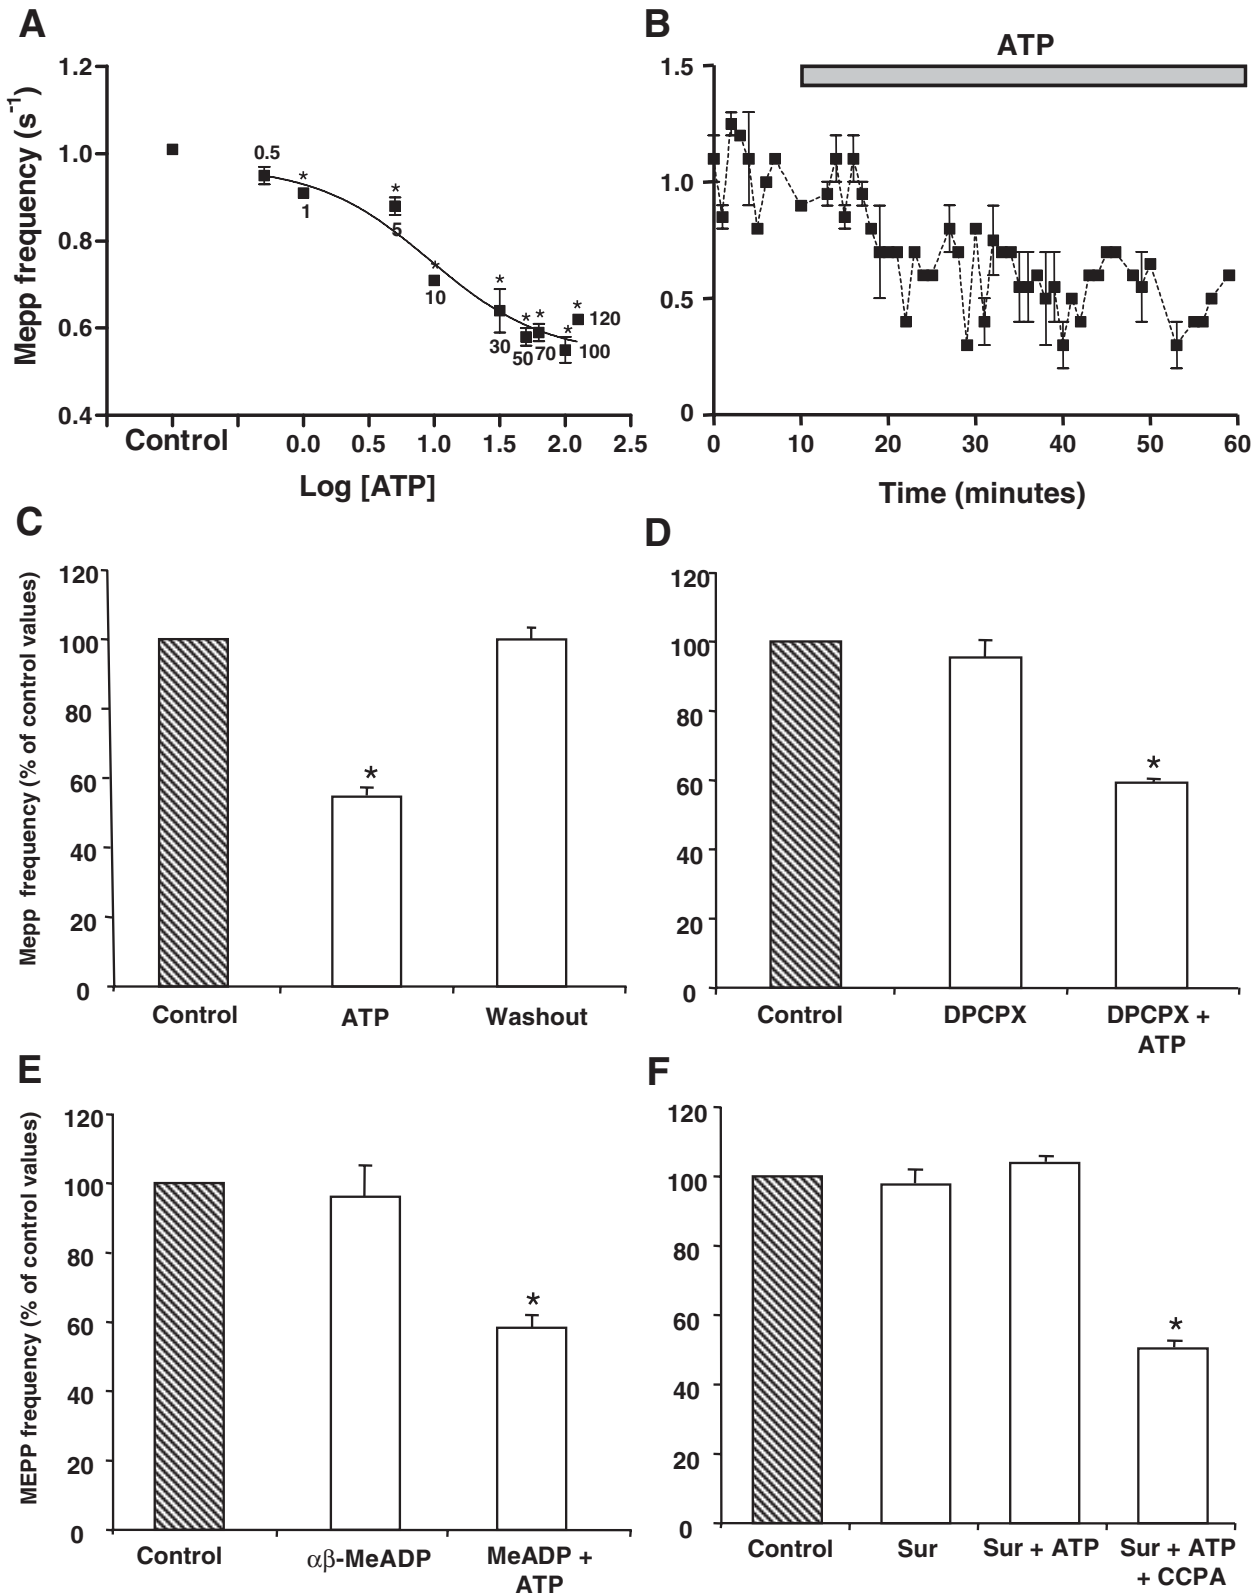 A
Mepp frequency (s-1)
1.2
1.0
0.8
0.6
0.4
0.5
*
1
*
5
*
10
*
30
*
50
*
70
*
100
*
120
Control
0.0
0.5
1.0
1.5
2.0
2.5
Log [ATP]
B
ATP
1.5
1.0
0.5
0
0
10
20
30
40
50
60
Time (minutes)
C
Mepp frequency (% of control values)
120
100
80
60
40
20
0
*
Control
ATP
Washout
D
120
100
80
60
40
20
0
*
Control
DPCPX
DPCPX +
ATP
E
MEPP frequency (% of control values)
120
100
80
60
40
20
0
*
Control
αβ-MeADP
MeADP +
ATP
F
120
100
80
60
40
20
0
*
Control
Sur
Sur + ATP
Sur + ATP
+ CCPA